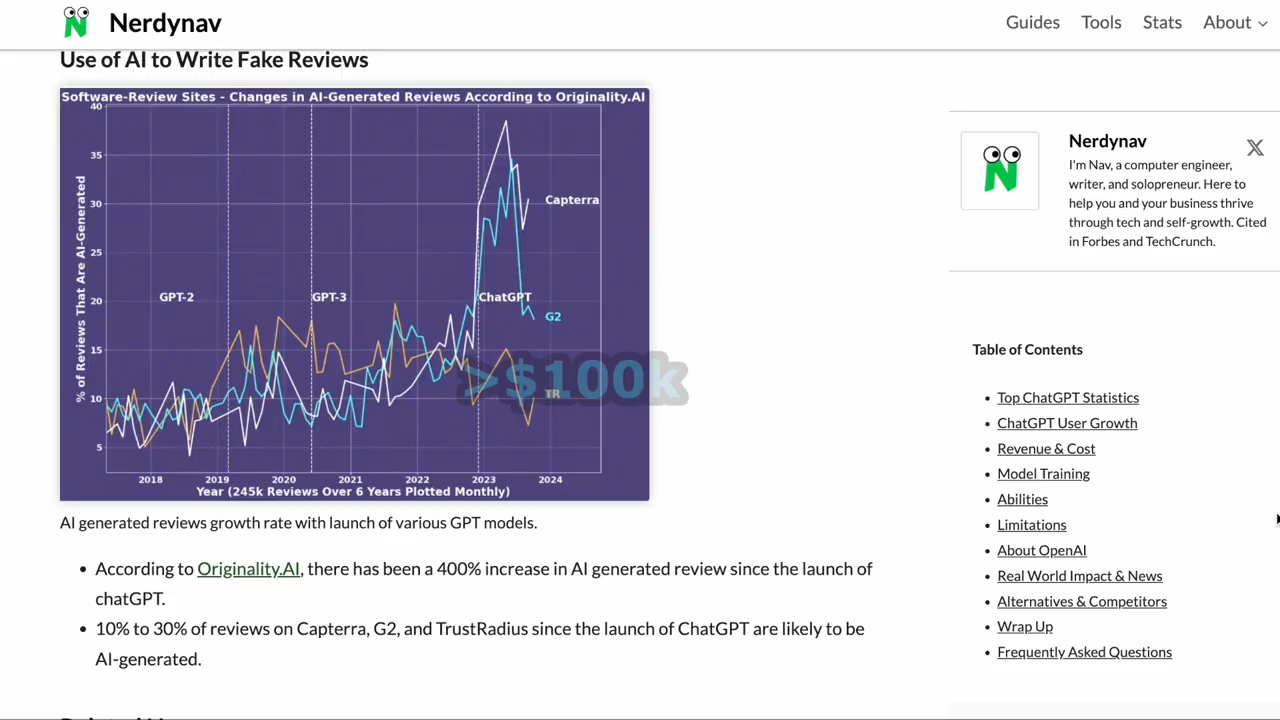 Nerdynav
Guides Tools Stats About
Use of AI to Write Fake Reviews
Software-Review Sites - Changes in AI-Generated Reviews According to Originality.AI
% of Reviews That Are AI-Generated
40
35
30
25
20
15
10
5
GPT-2
GPT-3
ChatGPT
Capterra
G2
TR
>$100k
2018 2019 2020 2021 2022 2023 2024
Year (245k Reviews Over 6 Years Plotted Monthly)
AI generated reviews growth rate with launch of various GPT models.
• According to Originality.AI, there has been a 400% increase in AI generated review since the launch of
chatGPT.
• 10% to 30% of reviews on Capterra, G2, and TrustRadius since the launch of ChatGPT are likely to be
AI-generated.
N
Nerdynav
I'm Nav, a computer engineer,
writer, and solopreneur. Here to
help you and your business thrive
through tech and self-growth. Cited
in Forbes and TechCrunch.
Table of Contents
• Top ChatGPT Statistics
• ChatGPT User Growth
• Revenue & Cost
• Model Training
• Abilities
• Limitations
• About OpenAI
• Real World Impact & News
• Alternatives & Competitors
• Wrap Up
• Frequently Asked Questions